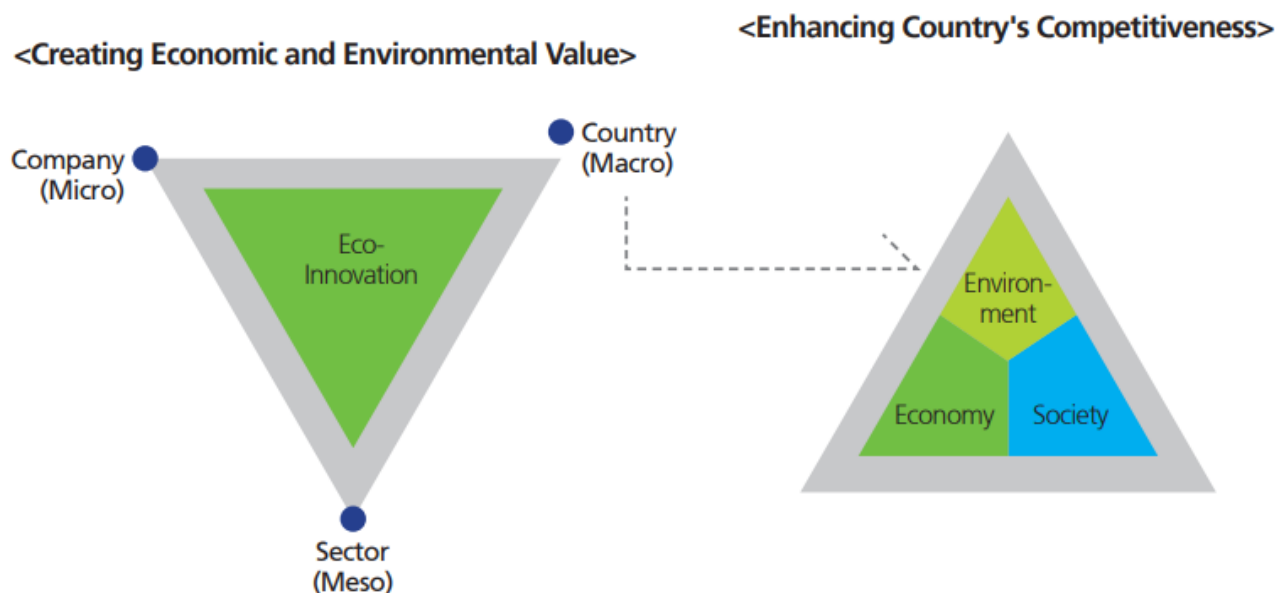 <Creating Economic and Environmental Value>
<Enhancing Country's Competitiveness>
Company
(Micro)
Country
(Macro)
Eco-
Innovation
Sector
(Meso)
Environ-
ment
Economy
Society